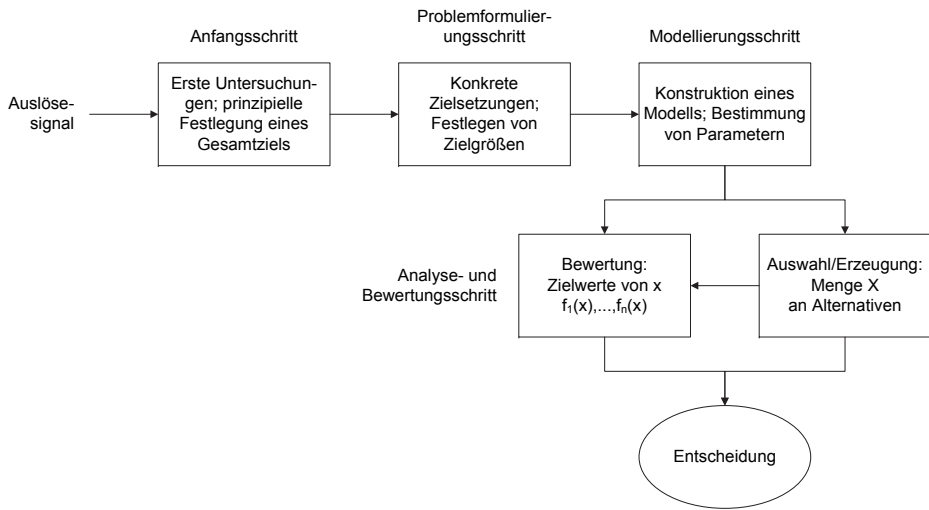 Anfangsschritt
Problemformulier-
ungsschritt
Modellierungsschritt
Auslöse-
signal
Erste Untersuchun-
gen; prinzipielle
Festlegung eines
Gesamtziels
Konkrete
Zielsetzungen;
Festlegen von
Zielgrößen
Konstruktion eines
Modells; Bestimmung
von Parametern
Analyse- und
Bewertungsschritt
Bewertung:
Zielwerte von x
f₁(x),...,fₙ(x)
Auswahl/Erzeugung:
Menge X
an Alternativen
Entscheidung